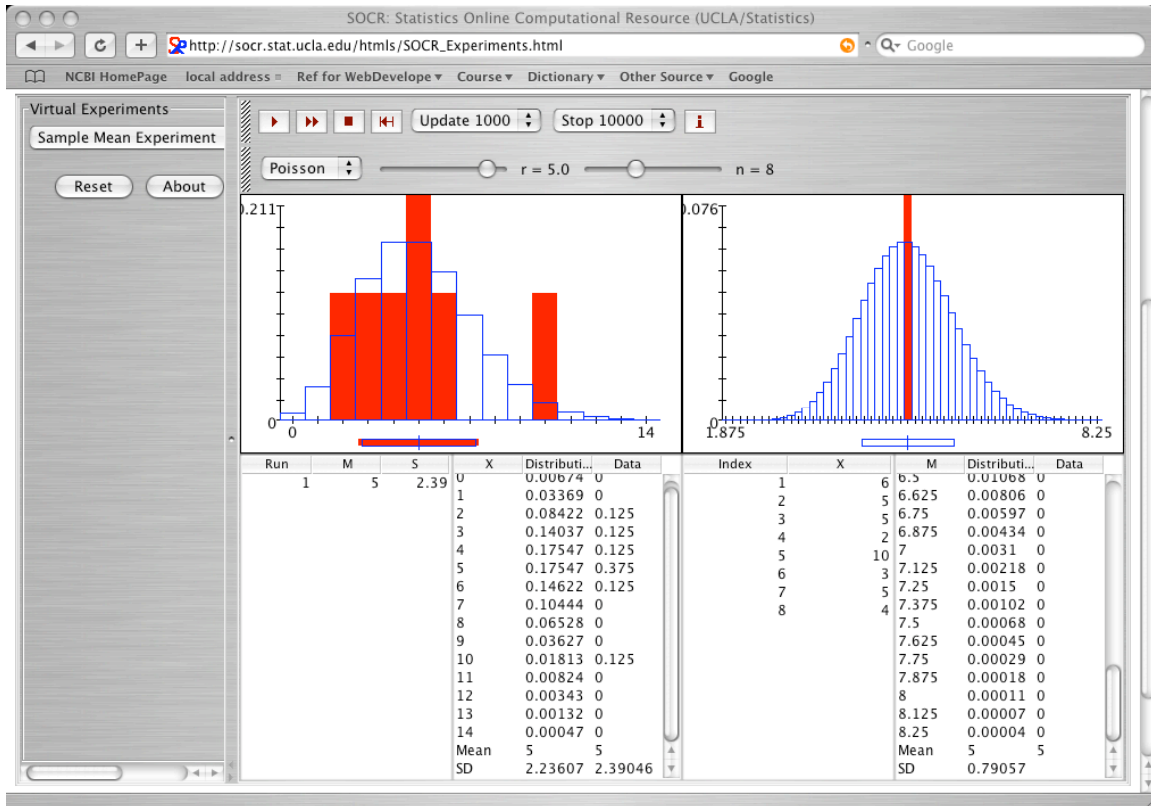 SOCR: Statistics Online Computational Resource (UCLA/Statistics)
http://socr.stat.ucla.edu/htmls/SOCR_Experiments.html
Google
NCBI HomePage local address Ref for WebDevelope Course Dictionary Other Source Google
Virtual Experiments
Sample Mean Experiment
Reset About
Update 1000 Stop 10000 i
Poisson r = 5.0 n = 8
0.211
0
0 14
0.076
0
1.875 8.25
Run M S
1 5 2.39
X Distributi... Data
0 0.00674 0
1 0.03369 0
2 0.08422 0.125
3 0.14037 0.125
4 0.17547 0.125
5 0.17547 0.375
6 0.14622 0.125
7 0.10444 0
8 0.06528 0
9 0.03627 0
10 0.01813 0.125
11 0.00824 0
12 0.00343 0
13 0.00132 0
14 0.00047 0
Mean 5 5
SD 2.23607 2.39046
Index X
1 6
2 5
3 5
4 2
5 10
6 3
7 5
8 4
M Distributi... Data
6.5 0.01068 0
6.625 0.00806 0
6.75 0.00597 0
6.875 0.00434 0
7 0.0031 0
7.125 0.00218 0
7.25 0.0015 0
7.375 0.00102 0
7.5 0.00068 0
7.625 0.00045 0
7.75 0.00029 0
7.875 0.00018 0
8 0.00011 0
8.125 0.00007 0
8.25 0.00004 0
Mean 5 5
SD 0.79057